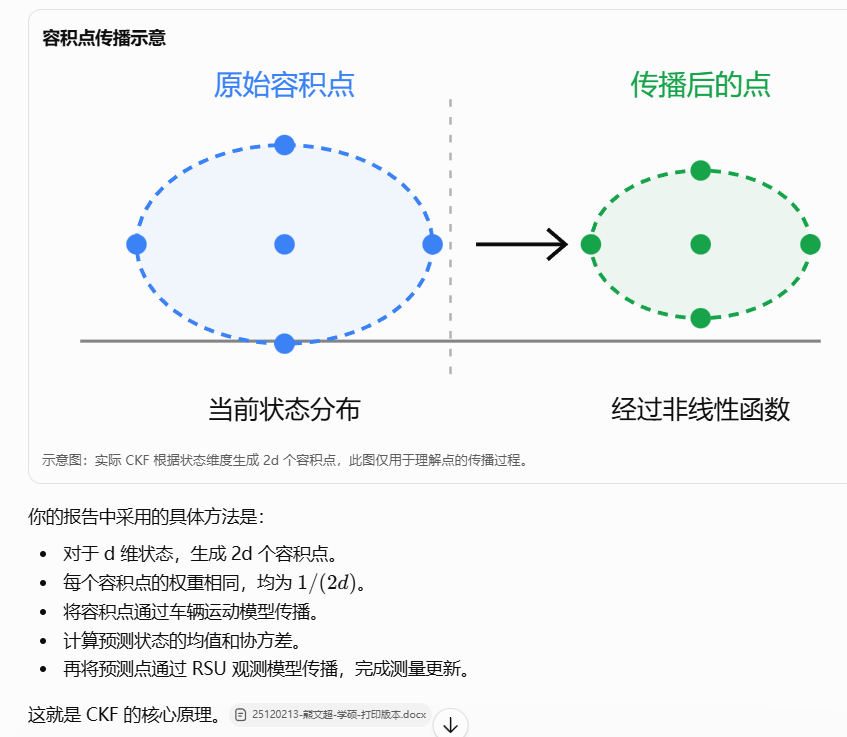 容积点传播示意
原始容积点
传播后的点
当前状态分布
经过非线性函数
示意图：实际 CKF 根据状态维度生成 2d 个容积点，此图仅用于理解点的传播过程。
你的报告中采用的具体方法是：
• 对于 d 维状态，生成 2d 个容积点。
• 每个容积点的权重相同，均为 1/(2d)。
• 将容积点通过车辆运动模型传播。
• 计算预测状态的均值和协方差。
• 再将预测点通过 RSU 观测模型传播，完成测量更新。
这就是 CKF 的核心原理。 25120213-熊文超-学硕-打印版本.docx